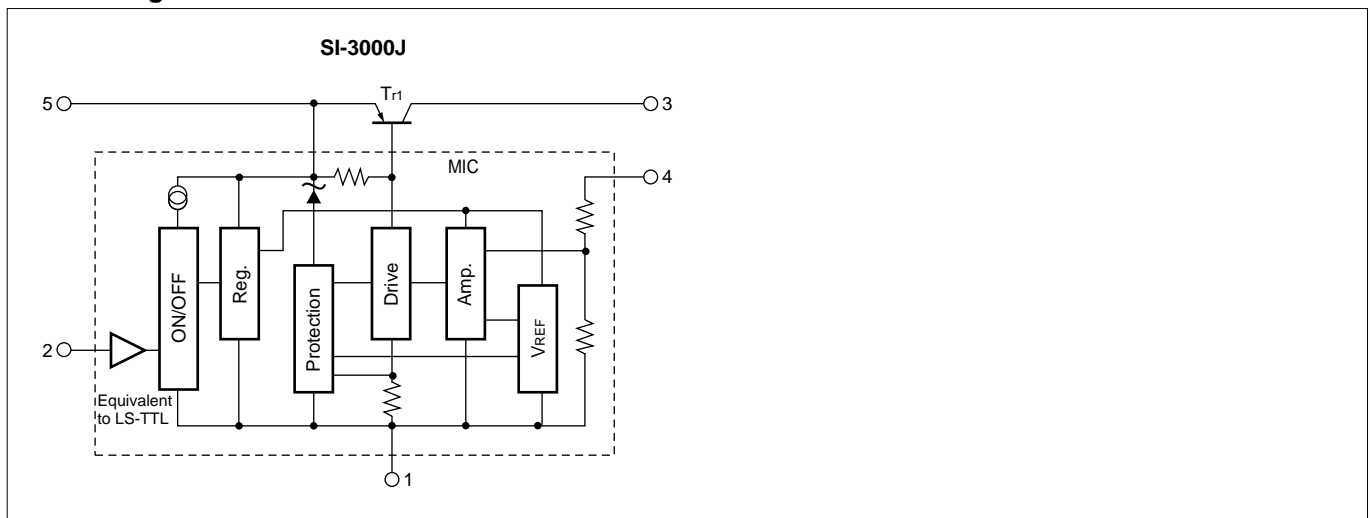 SI-3000J
5
Tr1
3
MIC
4
ON/OFF
Reg.
Protection
Drive
Amp.
VREF
2
Equivalent
to LS-TTL
1